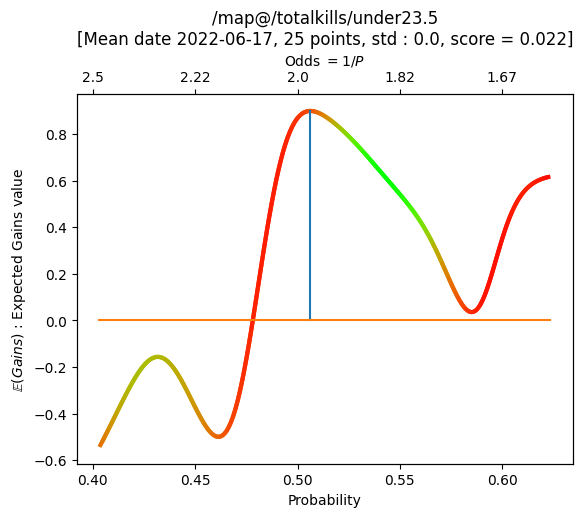 /map@/totalkills/under23.5
[Mean date 2022-06-17, 25 points, std : 0.0, score = 0.022]
Odds = 1/P
2.5 2.22 2.0 1.82 1.67
0.8
0.6
0.4
0.2
0.0
−0.2
−0.4
−0.6
𝔼(Gains) : Expected Gains value
0.40 0.45 0.50 0.55 0.60
Probability